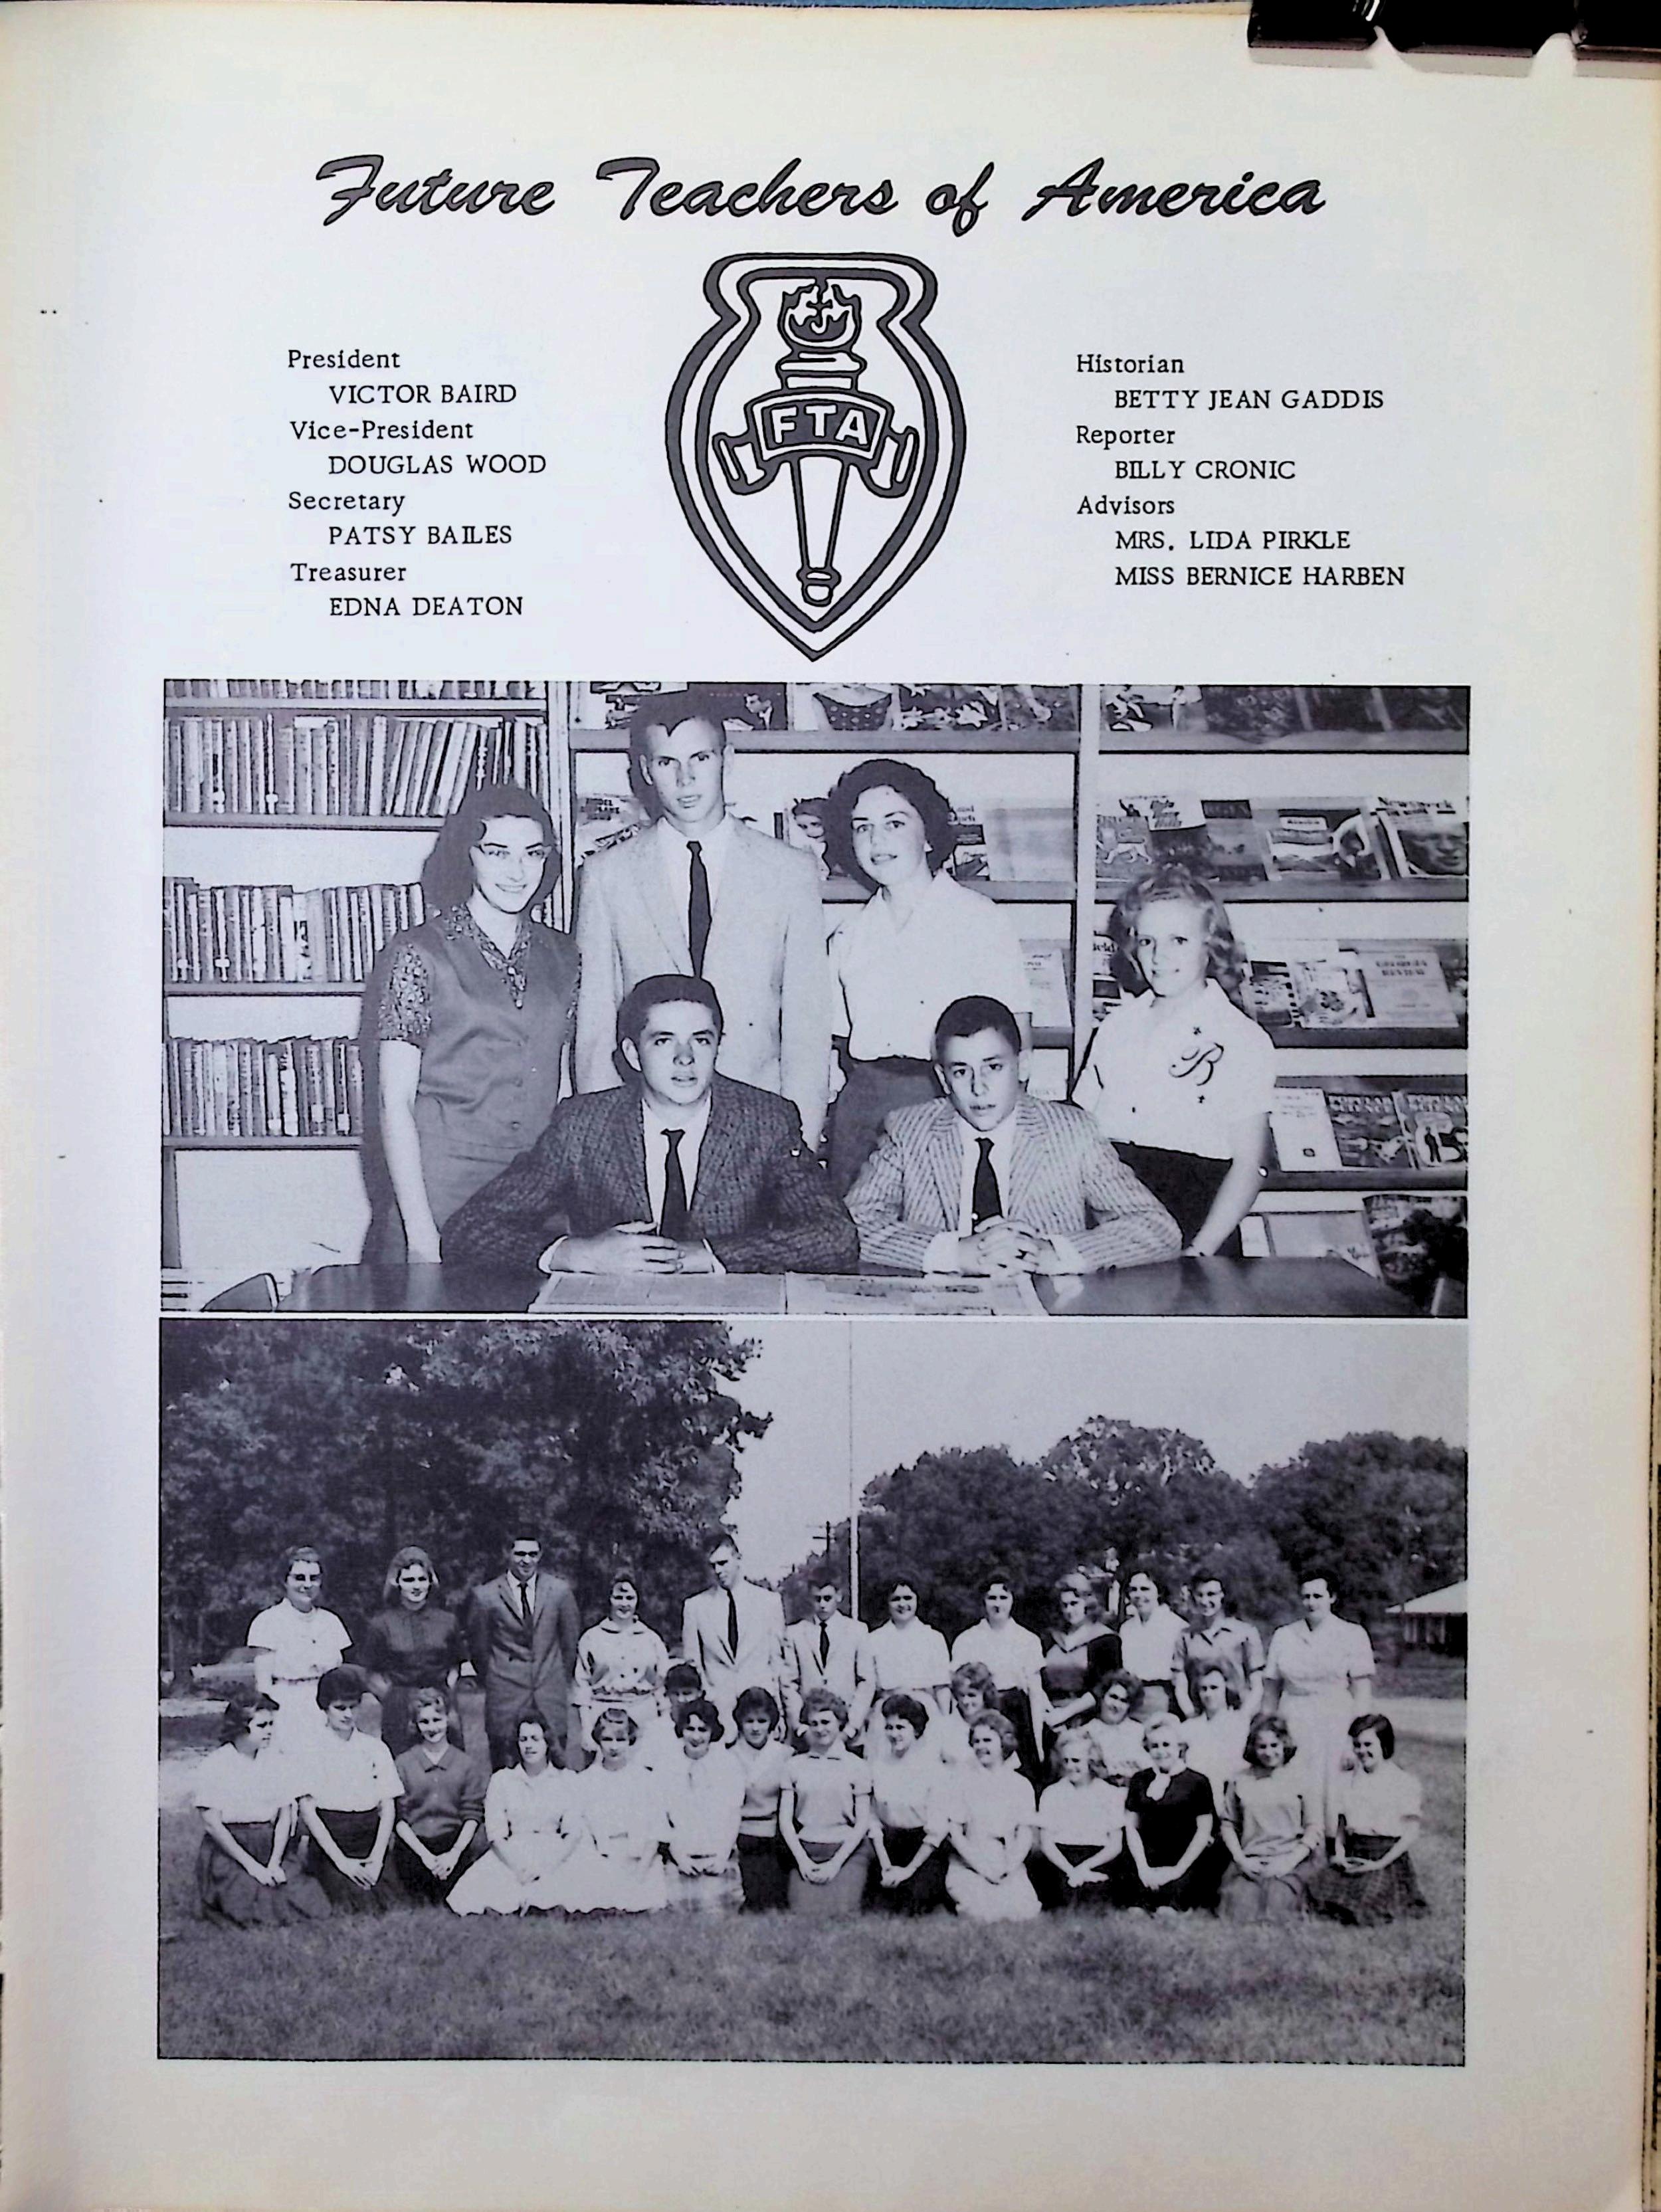 Future Teachers of America
FTA
President
VICTOR BAIRD
Vice-President
DOUGLAS WOOD
Secretary
PATSY BAILES
Treasurer
EDNA DEATON
Historian
BETTY JEAN GADDIS
Reporter
BILLY CRONIC
Advisors
MRS. LIDA PIRKLE
MISS BERNICE HARBEN
Newsweek
B